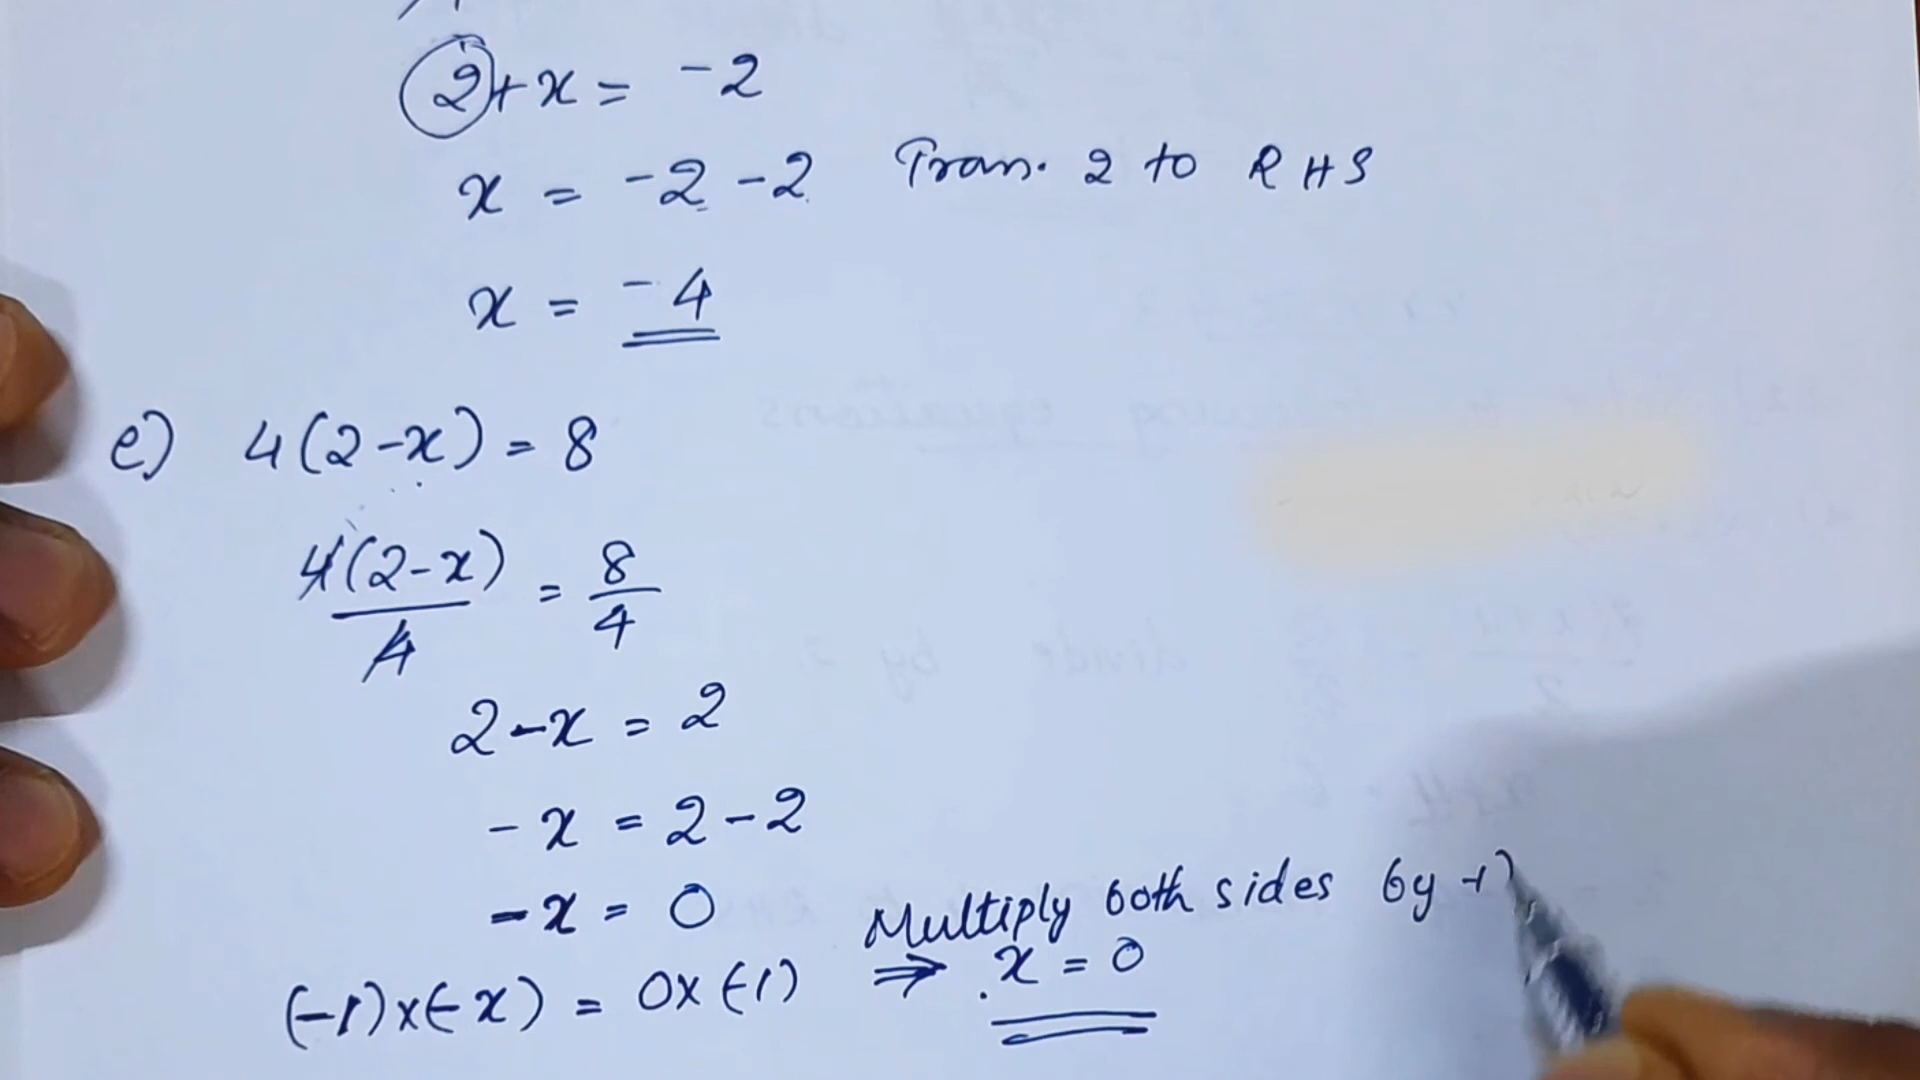 2+x = -2
x = -2 -2 Tran. 2 to RHS
x = -4
e) 4(2-x) = 8
4(2-x)/4 = 8/4
2-x = 2
-x = 2-2
-x = 0 Multiply both sides by -1
(-1)x(-x) = 0x(-1) ⇒ x = 0